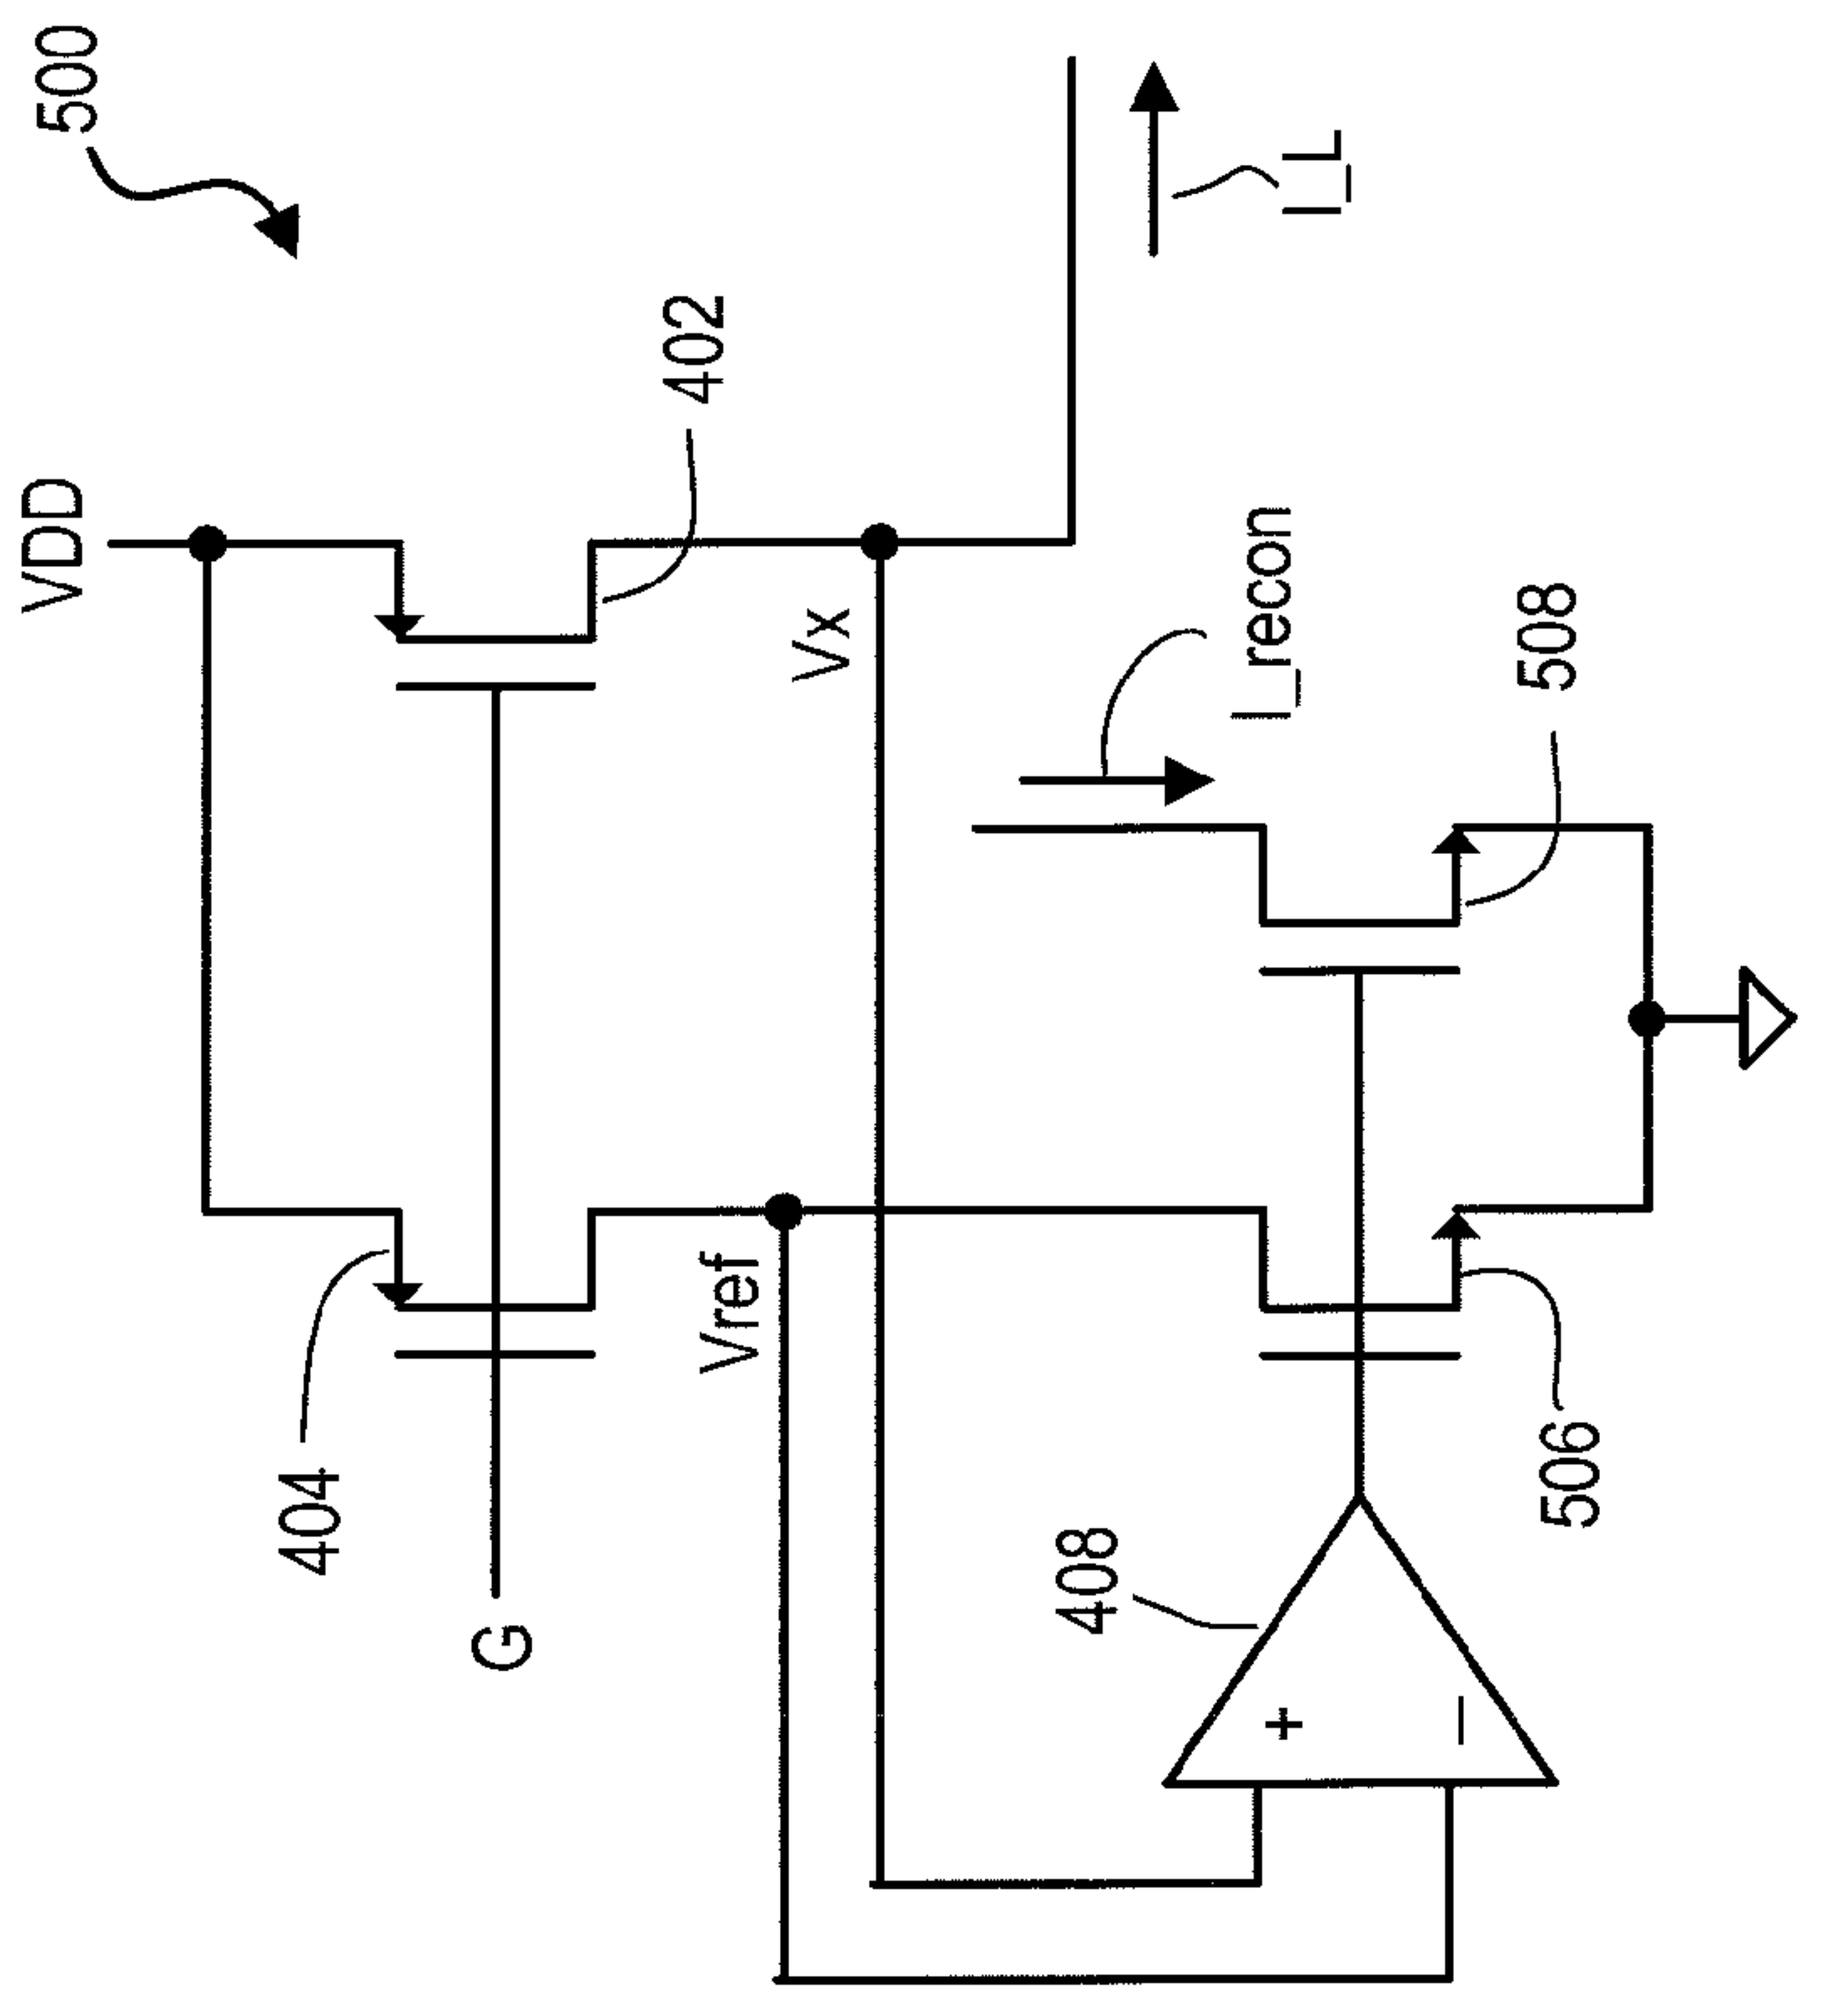 500
VDD
402
I_L
Vx
I_recon
508
404
Vref
G
408
506
+
−